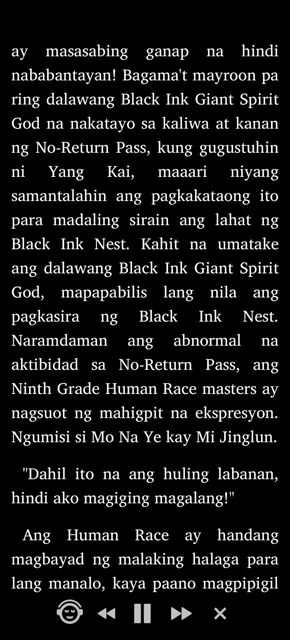 ay masasabing ganap na hindi
nababantayan! Bagama't mayroon pa
ring dalawang Black Ink Giant Spirit
God na nakatayo sa kaliwa at kanan
ng No-Return Pass, kung gugustuhin
ni Yang Kai, maaari niyang
samantalahin ang pagkakataong ito
para madaling sirain ang lahat ng
Black Ink Nest. Kahit na umatake
ang dalawang Black Ink Giant Spirit
God, mapapabilis lang nila ang
pagkasira ng Black Ink Nest.
Naramdaman ang abnormal na
aktibidad sa No-Return Pass, ang
Ninth Grade Human Race masters ay
nagsuot ng mahigpit na ekspresyon.
Ngumisi si Mo Na Ye kay Mi Jinglun.
"Dahil ito na ang huling labanan,
hindi ako magiging magalang!"
Ang Human Race ay handang
magbayad ng malaking halaga para
lang manalo, kaya paano magpipigil